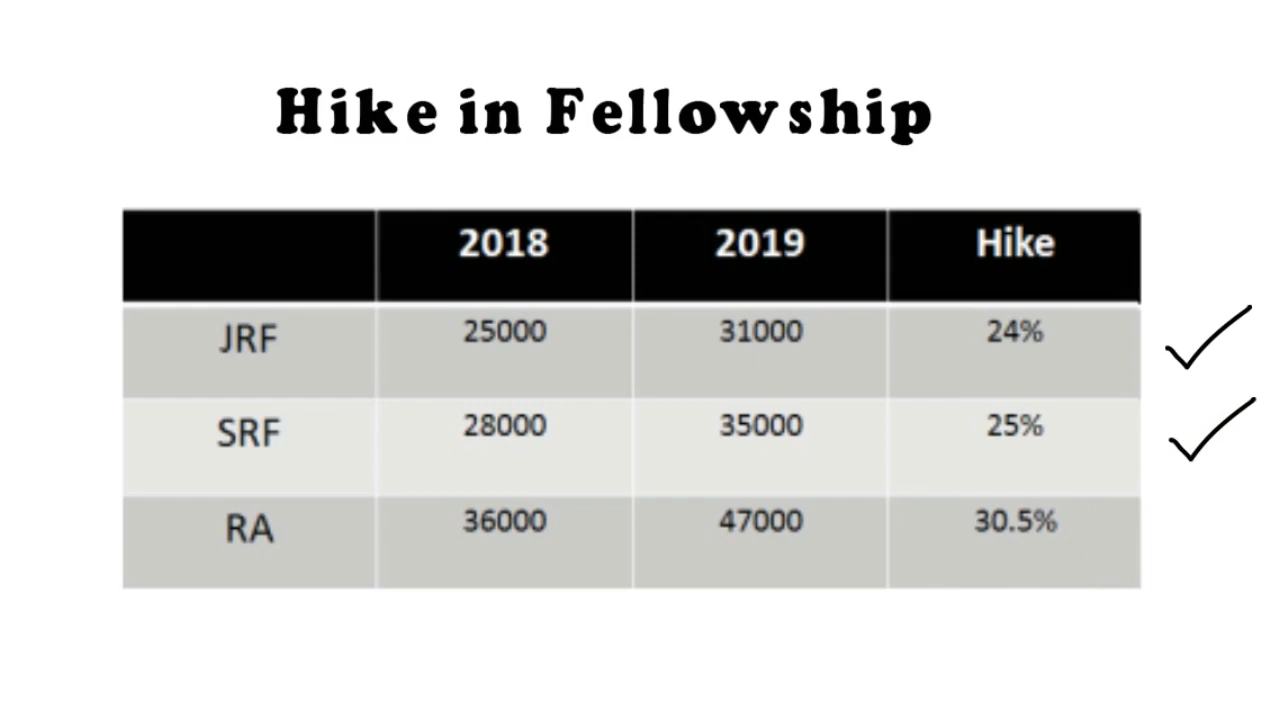 Hike in Fellowship
2018 2019 Hike
JRF 25000 31000 24%
SRF 28000 35000 25%
RA 36000 47000 30.5%